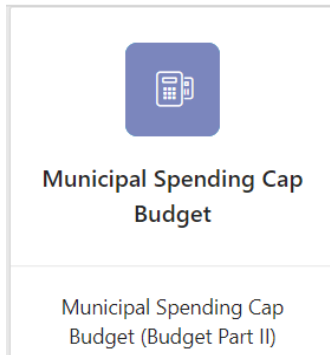 Municipal Spending Cap
Budget
Municipal Spending Cap
Budget (Budget Part II)